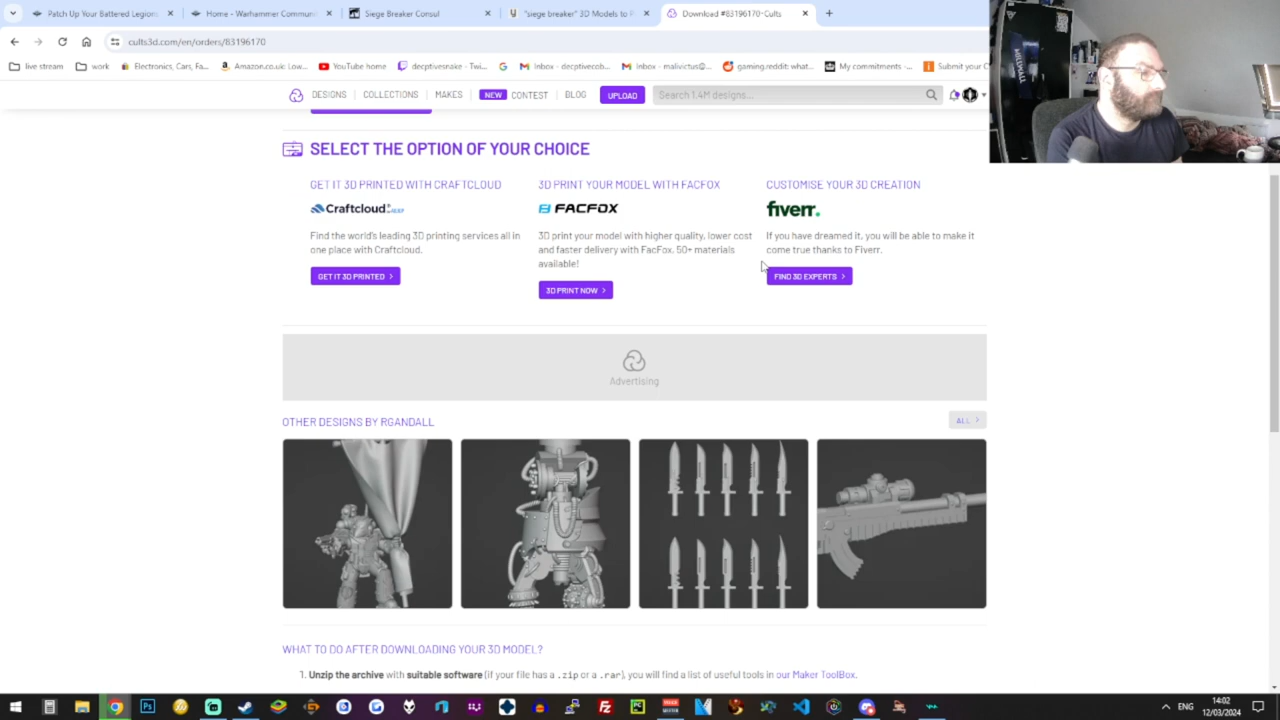 Patch Up Your Battered Legion
Home - Warhammer Commun
Siege Breaker Consul
"siege breaker" 3D Models to P
Download #83196170・Cults
cults3d.com/en/orders/83196170
live stream
work
Electronics, Cars, Fa...
Amazon.co.uk: Low...
YouTube home
decptivesnake - Twi...
Inbox - decptivecob...
Inbox - malivictus@...
gaming.reddit: what...
My commitments -...
Submit your C
DESIGNS
COLLECTIONS
MAKES
NEW CONTEST
BLOG
UPLOAD
Search 1.4M designs...
SELECT THE OPTION OF YOUR CHOICE
GET IT 3D PRINTED WITH CRAFTCLOUD
Craftcloud
Find the world's leading 3D printing services all in
one place with Craftcloud.
GET IT 3D PRINTED >
3D PRINT YOUR MODEL WITH FACFOX
FACFOX
3D print your model with higher quality, lower cost
and faster delivery with FacFox. 50+ materials
available!
3D PRINT NOW >
CUSTOMISE YOUR 3D CREATION
fiverr.
If you have dreamed it, you will be able to make it
come true thanks to Fiverr.
FIND 3D EXPERTS >
Advertising
OTHER DESIGNS BY RGANDALL
ALL >
WHAT TO DO AFTER DOWNLOADING YOUR 3D MODEL?
1. Unzip the archive with suitable software (if your file has a .zip or a .rar), you will find a list of useful tools in our Maker ToolBox.
ENG
14:02
12/03/2024